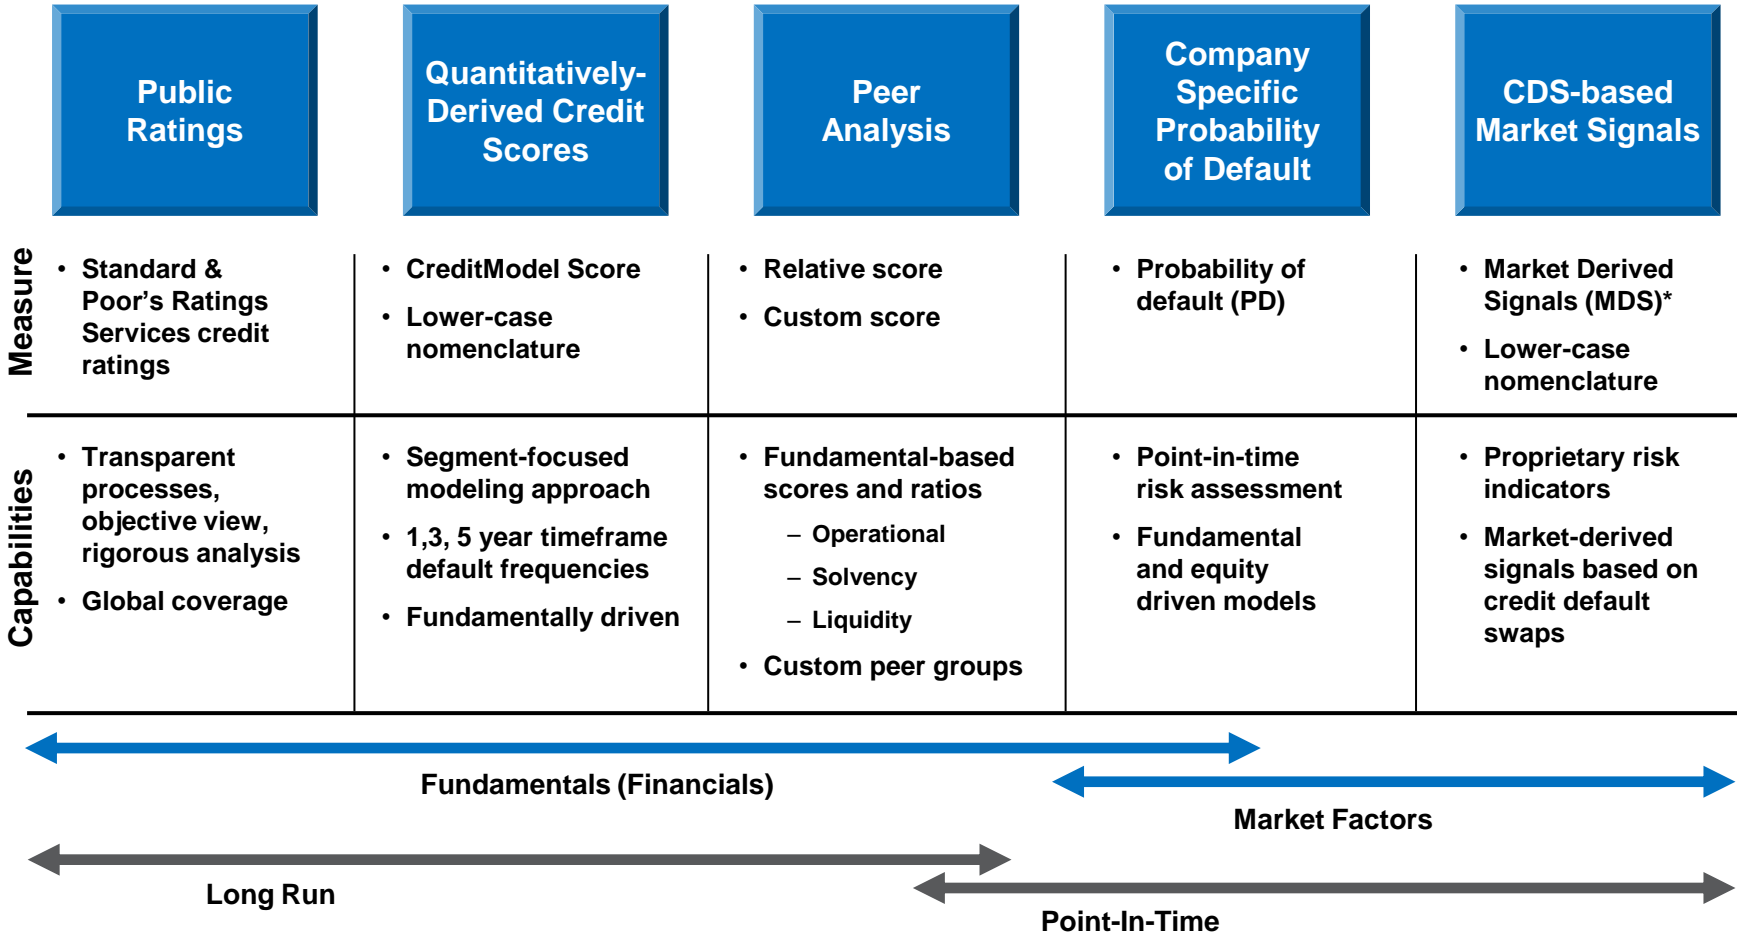 Public
Ratings
Quantitatively-
Derived Credit
Scores
Peer
Analysis
Company
Specific
Probability
of Default
CDS-based
Market Signals
Measure
• Standard &
Poor's Ratings
Services credit
ratings
• CreditModel Score
• Lower-case
nomenclature
• Relative score
• Custom score
• Probability of
default (PD)
• Market Derived
Signals (MDS)*
• Lower-case
nomenclature
Capabilities
• Transparent
processes,
objective view,
rigorous analysis
• Global coverage
• Segment-focused
modeling approach
• 1,3, 5 year timeframe
default frequencies
• Fundamentally driven
• Fundamental-based
scores and ratios
– Operational
– Solvency
– Liquidity
• Custom peer groups
• Point-in-time
risk assessment
• Fundamental
and equity
driven models
• Proprietary risk
indicators
• Market-derived
signals based on
credit default
swaps
Fundamentals (Financials)
Market Factors
Long Run
Point-In-Time